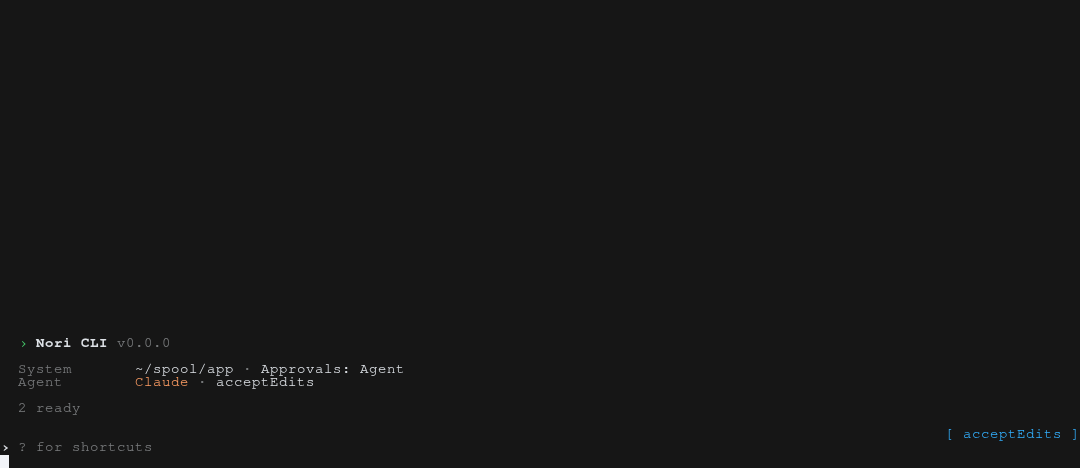 › Nori CLI v0.0.0
System ~/spool/app · Approvals: Agent
Agent Claude · acceptEdits
2 ready
[ acceptEdits ]
› ? for shortcuts